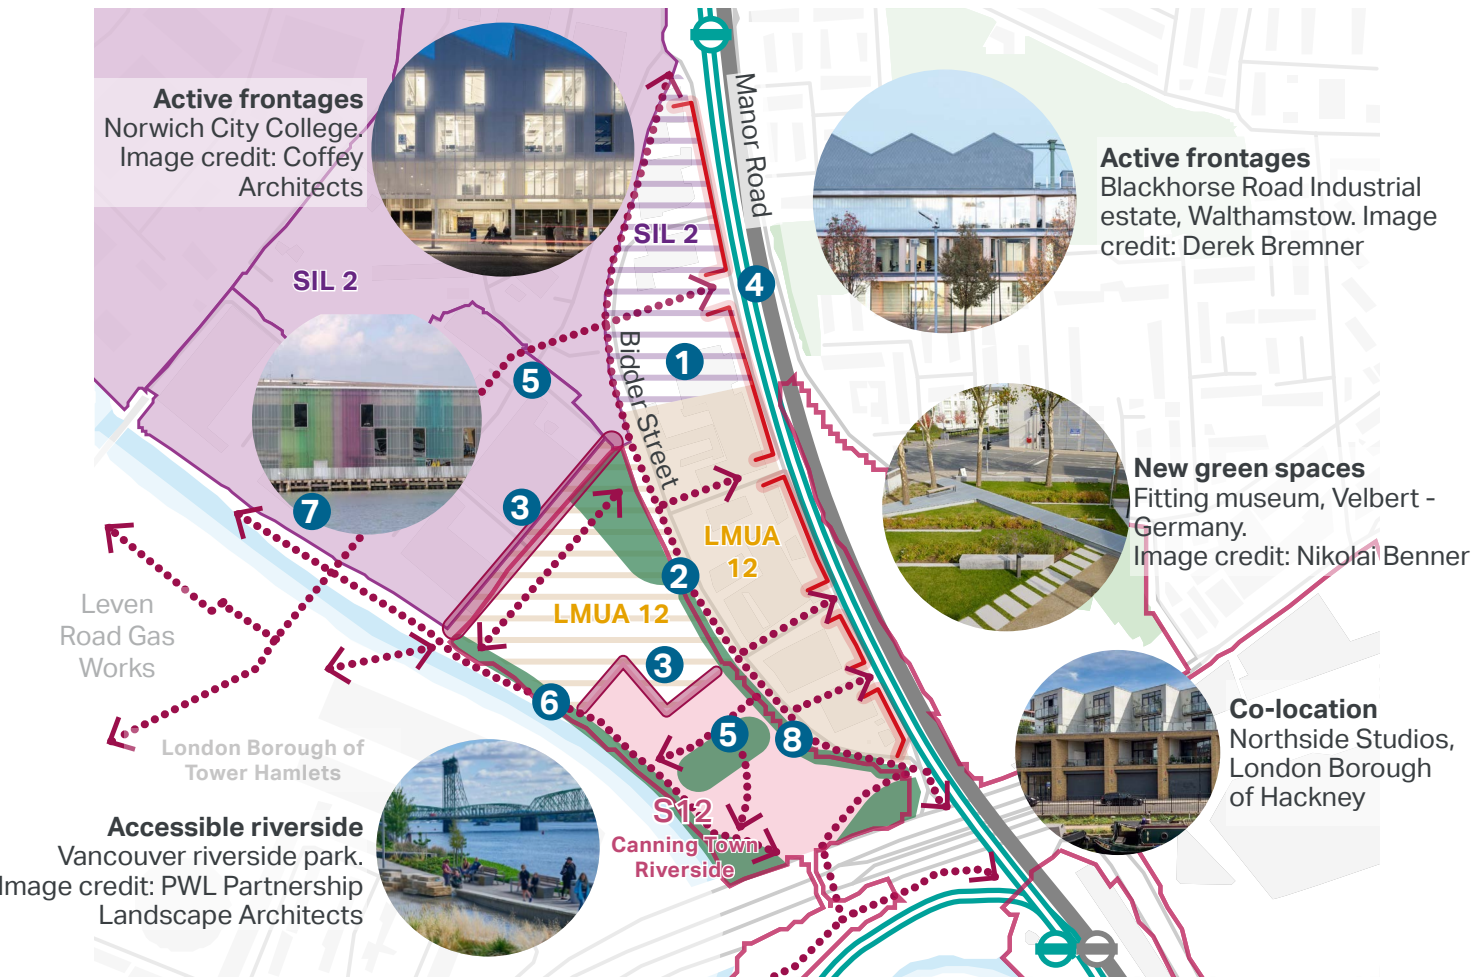 Active frontages
Norwich City College.
Image credit: Coffey
Architects
Manor Road
SIL 2
SIL 2
Active frontages
Blackhorse Road Industrial
estate, Walthamstow. Image
credit: Derek Bremner
4
1
5
Bidder Street
3
7
New green spaces
Fitting museum, Velbert -
Germany.
Image credit: Nikolai Benner
LMUA
12
2
LMUA 12
3
Leven
Road Gas
Works
6
5
8
London Borough of
Tower Hamlets
S12
Canning Town
Riverside
Co-location
Northside Studios,
London Borough
of Hackney
Accessible riverside
Vancouver riverside park.
Image credit: PWL Partnership
Landscape Architects